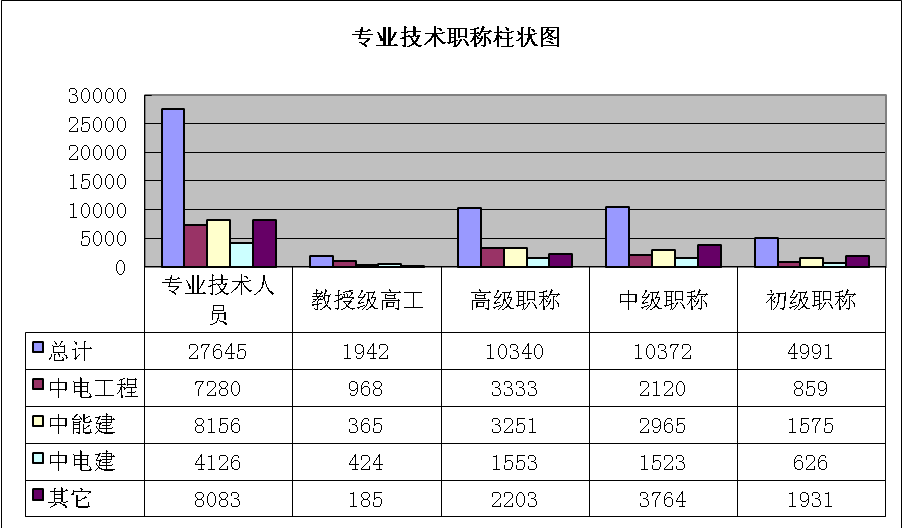 专业技术职称柱状图
30000
25000
20000
15000
10000
5000
0
专业技术人员 教授级高工 高级职称 中级职称 初级职称
总计 27645 1942 10340 10372 4991
中电工程 7280 968 3333 2120 859
中能建 8156 365 3251 2965 1575
中电建 4126 424 1553 1523 626
其它 8083 185 2203 3764 1931